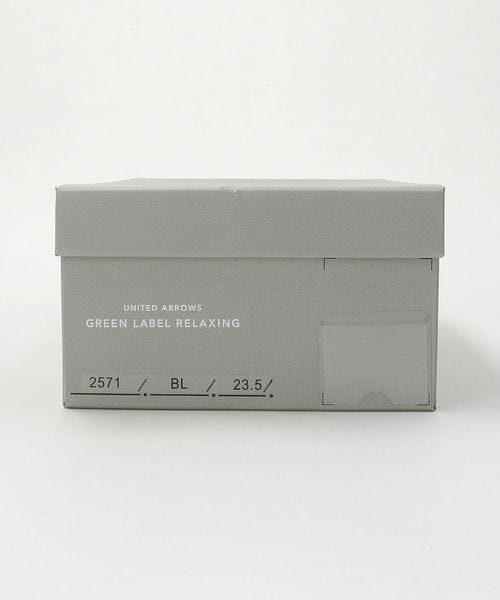 UNITED ARROWS
GREEN LABEL RELAXING
2571 / BL / 23.5 /